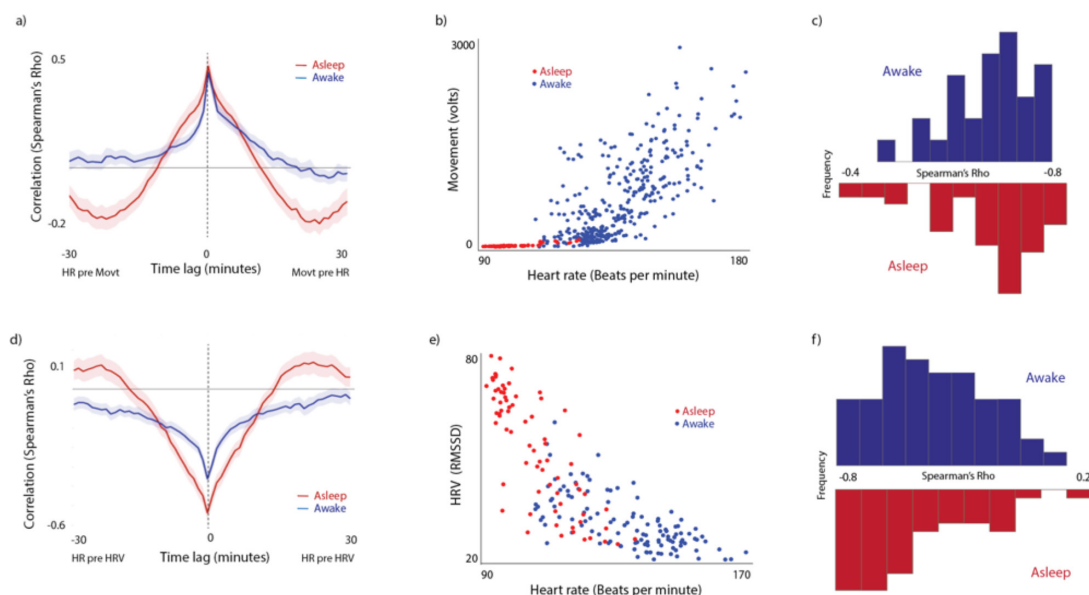 a)
0.5
Asleep
Awake
Correlation (Spearman's Rho)
-0.2
-30
0
30
Time lag (minutes)
HR pre Movt
Movt pre HR
b)
3000
Asleep
Awake
Movement (volts)
0
90
180
Heart rate (Beats per minute)
c)
Awake
Frequency
-0.4
Spearman's Rho
-0.8
Asleep
d)
0.1
Correlation (Spearman's Rho)
Asleep
Awake
-0.6
-30
0
30
Time lag (minutes)
HR pre HRV
HR pre HRV
e)
80
Asleep
Awake
HRV (RMSSD)
20
90
170
Heart rate (Beats per minute)
f)
Awake
Frequency
-0.8
Spearman's Rho
0.2
Asleep